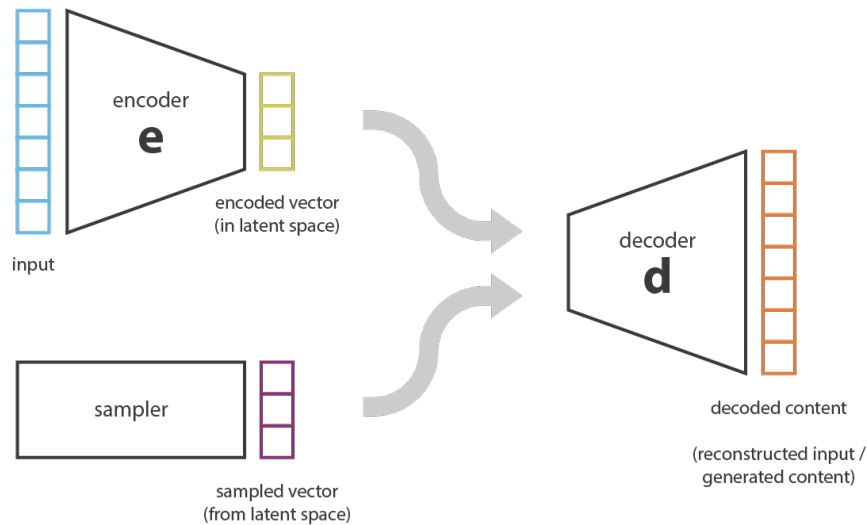 encoder
e
encoded vector
(in latent space)
input
decoder
d
sampler
sampled vector
(from latent space)
decoded content
(reconstructed input /
generated content)